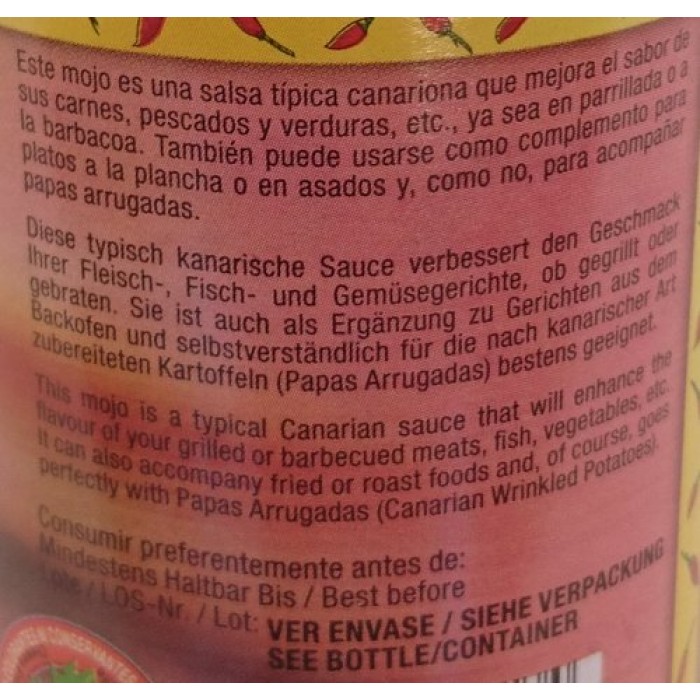 Este mojo es una salsa típica canariona que mejora el sabor de
sus carnes, pescados y verduras, etc., ya sea en parrillada o a
la barbacoa. También puede usarse como complemento para
platos a la plancha o en asados y, como no, para acompañar
papas arrugadas.
Diese typisch kanarische Sauce verbessert den Geschmack
Ihrer Fleisch-, Fisch- und Gemüsegerichte, ob gegrillt oder
gebraten. Sie ist auch als Ergänzung zu Gerichten aus dem
Backofen und selbstverständlich für die nach kanarischer Art
zubereiteten Kartoffeln (Papas Arrugadas) bestens geeignet.
This mojo is a typical Canarian sauce that will enhance the
flavour of your grilled or barbecued meats, fish, vegetables, etc.
It can also accompany fried or roast foods and, of course, goes
perfectly with Papas Arrugadas (Canarian Wrinkled Potatoes).
Consumir preferentemente antes de:
Mindestens Haltbar Bis / Best before
Lote / LOS-Nr. / Lot: VER ENVASE / SIEHE VERPACKUNG
SEE BOTTLE/CONTAINER
CONSERVANTES